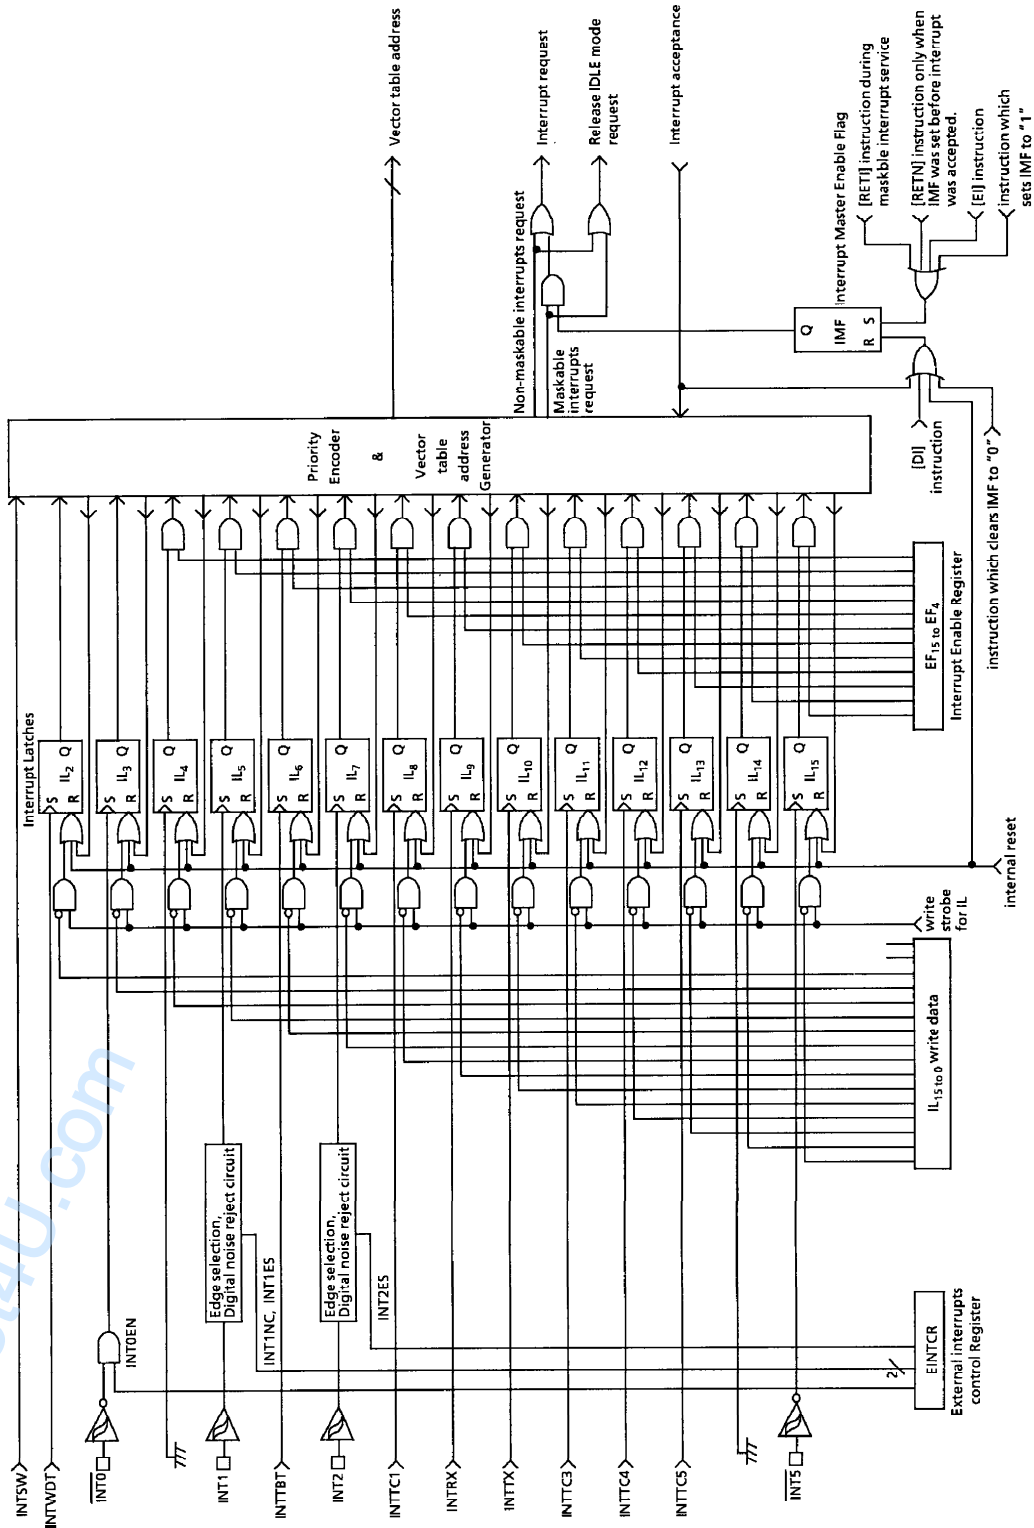 INTSW
INTWDT
INT0
INT1
INTTBT
INT2
INTTC1
INTRX
INTTX
INTTC3
INTTC4
INTTC5
INT5
INT0EN
Edge selection,
Digital noise reject circuit
INT1NC, INT1ES
Edge selection,
Digital noise reject circuit
INT2ES
2
EINTCR
External interrupts
control Register
Interrupt Latches
S IL2 Q R
S IL3 Q R
S IL4 Q R
S IL5 Q R
S IL6 Q R
S IL7 Q R
S IL8 Q R
S IL9 Q R
S IL10 Q R
S IL11 Q R
S IL12 Q R
S IL13 Q R
S IL14 Q R
S IL15 Q R
IL15 to 0 write data
write
strobe
for IL
internal reset
EF15 to EF4
Interrupt Enable Register
Priority
Encoder
&
Vector
table
address
Generator
Vector table address
Non-maskable interrupts request
Maskable
interrupts
request
Interrupt request
Release IDLE mode
request
Interrupt acceptance
Q
IMF
R S
Interrupt Master Enable Flag
[RETI] instruction during
maskble interrupt service
[RETN] instruction only when
IMF was set before interrupt
was accepted.
[EI] instruction
instruction which
sets IMF to "1"
[DI]
instruction
instruction which clears IMF to "0"
t4U.com